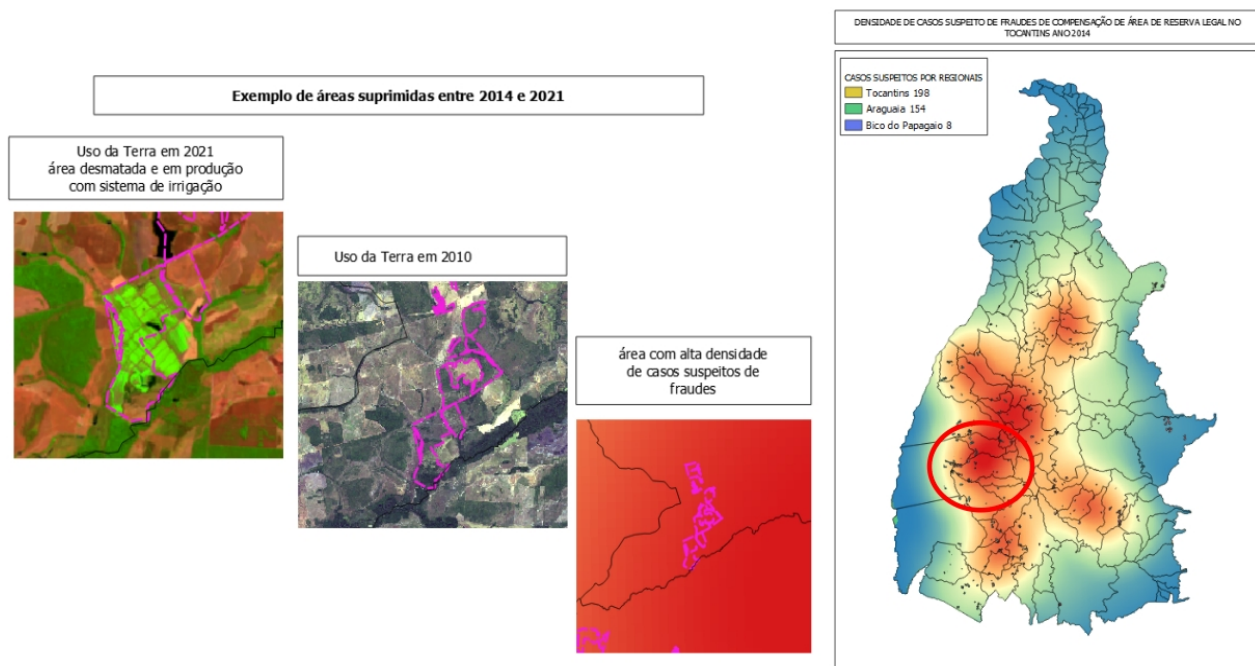 Exemplo de áreas suprimidas entre 2014 e 2021
Uso da Terra em 2021
área desmatada e em produção
com sistema de irrigação
Uso da Terra em 2010
área com alta densidade
de casos suspeitos de
fraudes
DENSIDADE DE CASOS SUSPEITO DE FRAUDES DE COMPENSAÇÃO DE ÁREA DE RESERVA LEGAL NO
TOCANTINS ANO 2014
CASOS SUSPEITOS POR REGIONAIS
Tocantins 198
Araguaia 154
Bico do Papagaio 8